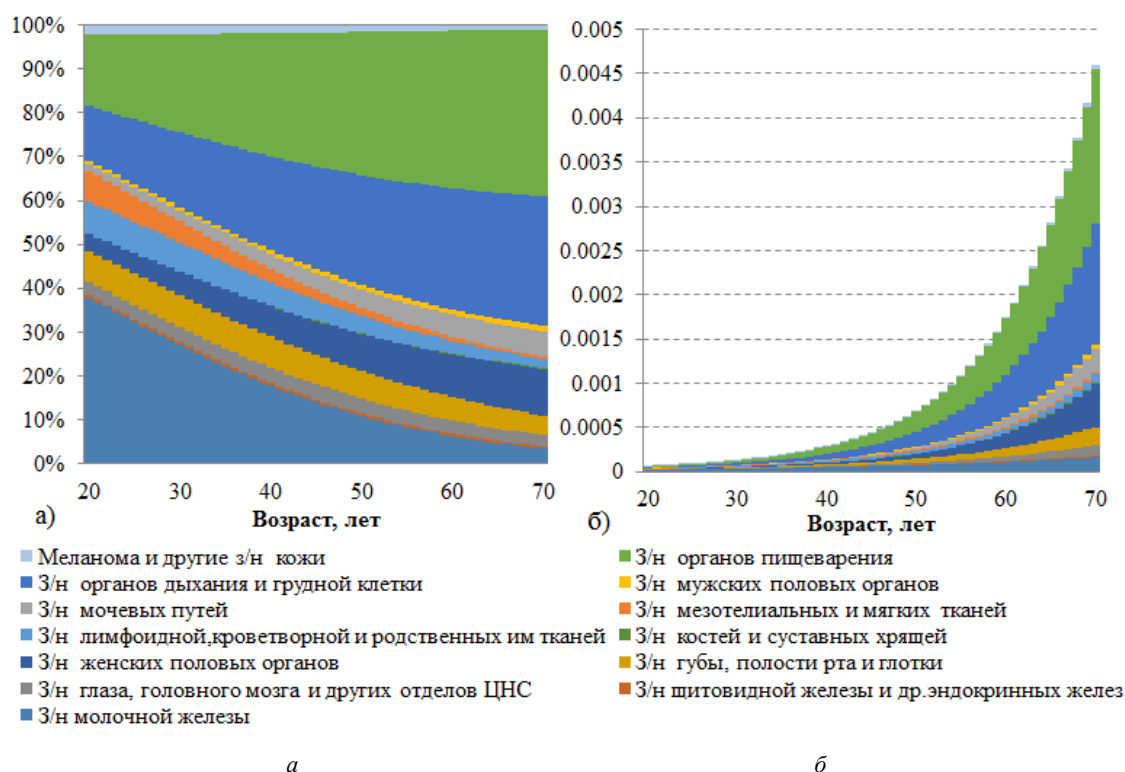 100%
90%
80%
70%
60%
50%
40%
30%
20%
10%
0%
20 30 40 50 60 70
а)
Возраст, лет
0.005
0.0045
0.004
0.0035
0.003
0.0025
0.002
0.0015
0.001
0.0005
0
20 30 40 50 60 70
б)
Возраст, лет
Меланома и другие з/н кожи
З/н органов пищеварения
З/н органов дыхания и грудной клетки
З/н мужских половых органов
З/н мочевых путей
З/н мезотелиальных и мягких тканей
З/н лимфоидной,кроветворной и родственных им тканей
З/н костей и суставных хрящей
З/н женских половых органов
З/н губы, полости рта и глотки
З/н глаза, головного мозга и других отделов ЦНС
З/н щитовидной железы и др.эндокринных желез
З/н молочной железы
а
б